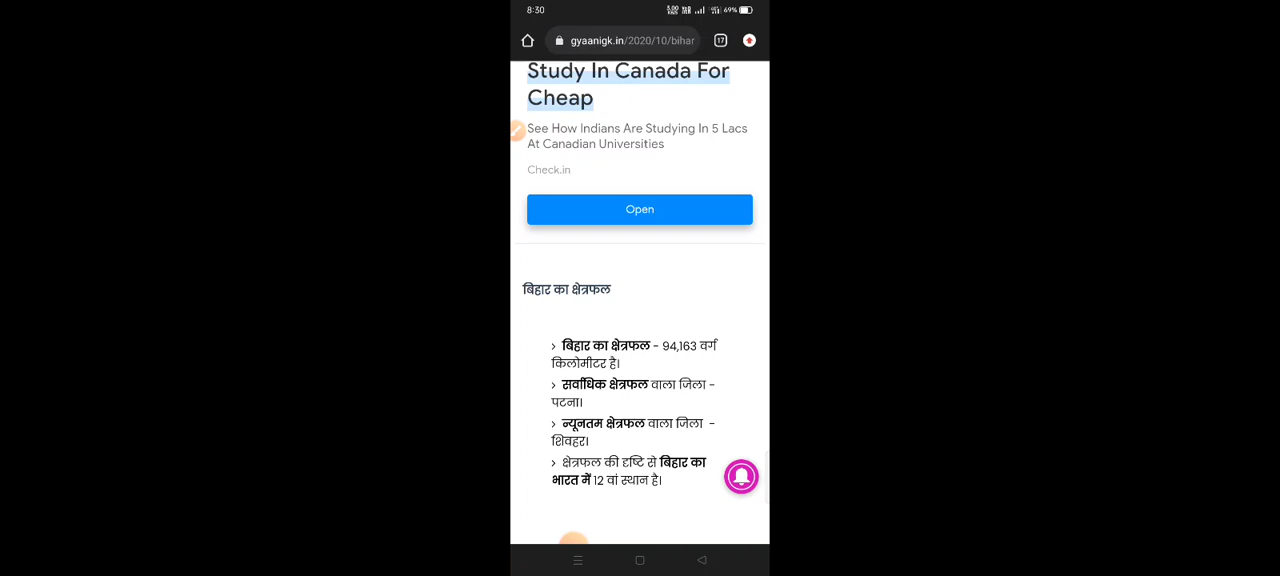 8:30
69%
gyaanigk.in/2020/10/bihar
17
Study In Canada For
Cheap
See How Indians Are Studying In 5 Lacs
At Canadian Universities
Check.in
Open
बिहार का क्षेत्रफल
› बिहार का क्षेत्रफल - 94,163 वर्ग
किलोमीटर है।
› सर्वाधिक क्षेत्रफल वाला जिला -
पटना।
› न्यूनतम क्षेत्रफल वाला जिला -
शिवहर।
› क्षेत्रफल की दृष्टि से बिहार का
भारत में 12 वां स्थान है।